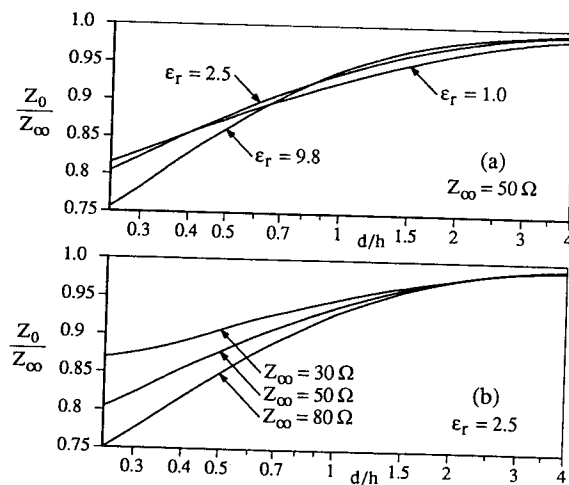 1.0
0.95
0.90
0.85
0.8
0.75
Z₀
Z∞
εᵣ = 2.5
εᵣ = 1.0
εᵣ = 9.8
(a)
Z∞ = 50 Ω
0.3 0.4 0.5 0.7 1 1.5 2 3 4
d/h
1.0
0.95
0.9
0.85
0.8
0.75
Z₀
Z∞
Z∞ = 30 Ω
Z∞ = 50 Ω
Z∞ = 80 Ω
(b)
εᵣ = 2.5
0.3 0.4 0.5 0.7 1 1.5 2 3 4
d/h